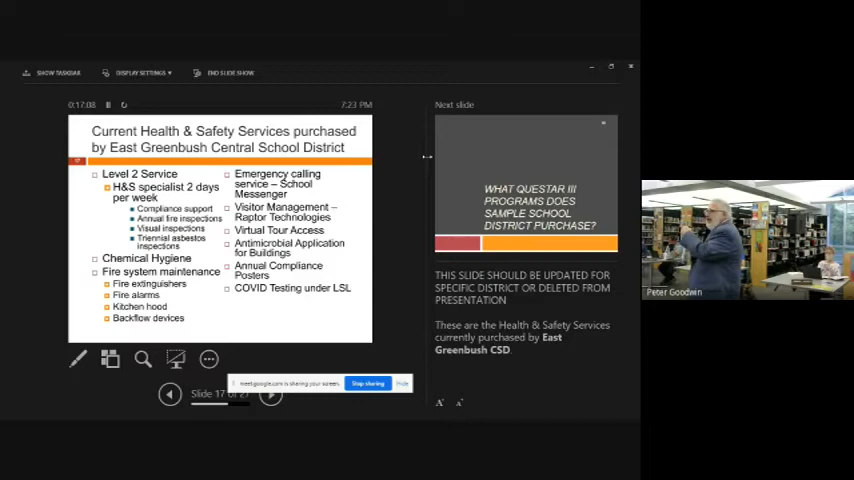 SHOW TASKBAR
DISPLAY SETTINGS ▾
END SLIDE SHOW
0:17:08
7:23 PM
Current Health & Safety Services purchased
by East Greenbush Central School District
17
Level 2 Service
H&S specialist 2 days
per week
Compliance support
Annual fire inspections
Visual inspections
Triennial asbestos
inspections
Chemical Hygiene
Fire system maintenance
Fire extinguishers
Fire alarms
Kitchen hood
Backflow devices
Emergency calling
service – School
Messenger
Visitor Management –
Raptor Technologies
Virtual Tour Access
Antimicrobial Application
for Buildings
Annual Compliance
Posters
COVID Testing under LSL
Slide 17 of 27
meet.google.com is sharing your screen.
Stop sharing
Hide
Next slide
WHAT QUESTAR III
PROGRAMS DOES
SAMPLE SCHOOL
DISTRICT PURCHASE?
THIS SLIDE SHOULD BE UPDATED FOR
SPECIFIC DISTRICT OR DELETED FROM
PRESENTATION
These are the Health & Safety Services
currently purchased by East
Greenbush CSD.
A A
Peter Goodwin